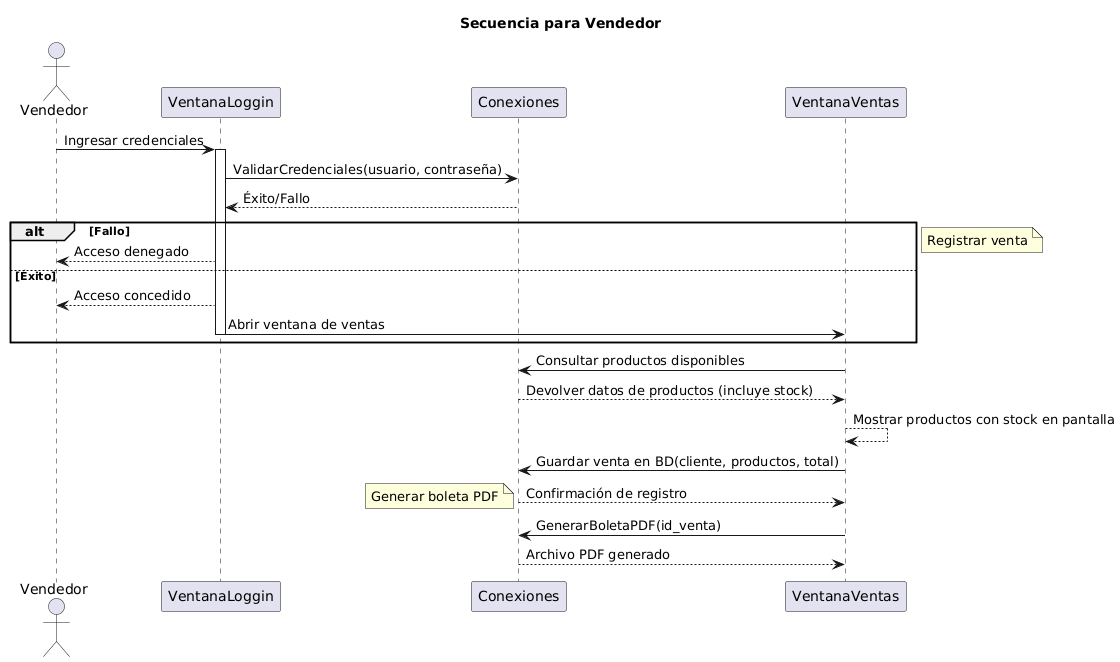 Secuencia para Vendedor
Vendedor
VentanaLoggin
Conexiones
VentanaVentas
Ingresar credenciales
ValidarCredenciales(usuario, contraseña)
Éxito/Fallo
alt
[Fallo]
Registrar venta
Acceso denegado
[Éxito]
Acceso concedido
Abrir ventana de ventas
Consultar productos disponibles
Devolver datos de productos (incluye stock)
Mostrar productos con stock en pantalla
Guardar venta en BD(cliente, productos, total)
Generar boleta PDF
Confirmación de registro
GenerarBoletaPDF(id_venta)
Archivo PDF generado
Vendedor
VentanaLoggin
Conexiones
VentanaVentas